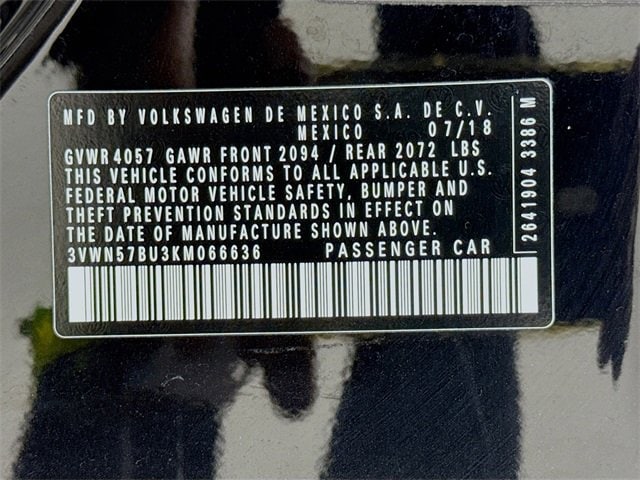 MFD BY VOLKSWAGEN DE MEXICO S.A. DE C.V.
MEXICO 07/18
GVWR 4057 GAWR FRONT 2094 / REAR 2072 LBS
THIS VEHICLE CONFORMS TO ALL APPLICABLE U.S.
FEDERAL MOTOR VEHICLE SAFETY, BUMPER AND
THEFT PREVENTION STANDARDS IN EFFECT ON
THE DATE OF MANUFACTURE SHOWN ABOVE.
3VWN57BU3KM066636 PASSENGER CAR
2641904 3386 M